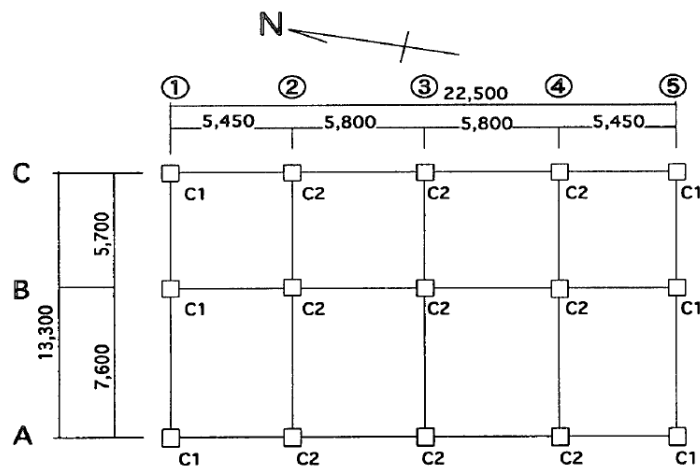 N
① ② ③ ④ ⑤
22,500
5,450 5,800 5,800 5,450
C
C1 C2 C2 C2 C1
5,700
B
C1 C2 C2 C2 C1
13,300
7,600
A
C1 C2 C2 C2 C1